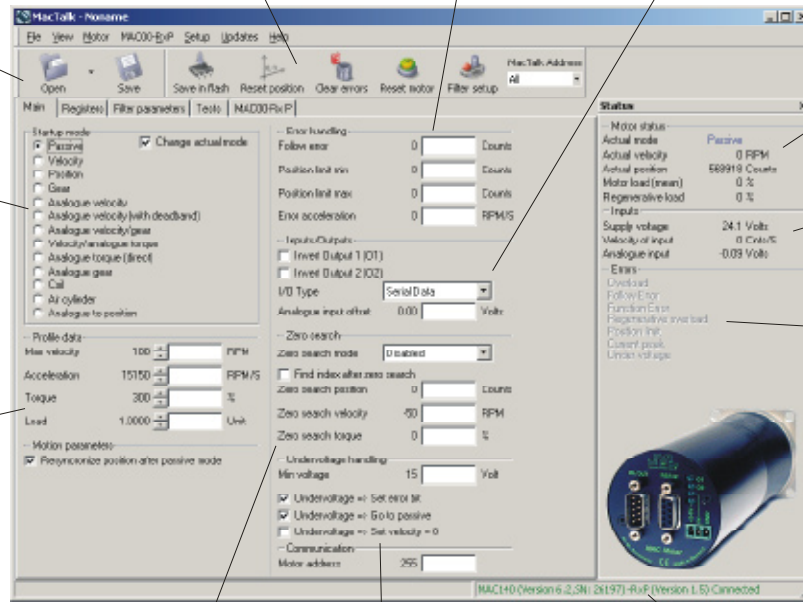 MacTalk - Noname
File View Motor MAC00-RxP Setup Updates Help
Open Save Save in flash Reset position Clear errors Reset motor Filter setup
MacTalk Address
All
Main Registers Filter parameters Tests MAC00-RxP
Startup mode
Change actual mode
Passive
Velocity
Position
Gear
Analogue velocity
Analogue velocity (with deadband)
Analogue velocity/gear
Velocity/analogue torque
Analogue torque (direct)
Analogue gear
Coil
Air cylinder
Analogue to position
Profile data
Max velocity 100 RPM
Acceleration 15150 RPM/S
Torque 300 %
Load 1.0000 Unit
Motion parameters
Resyncronize position after passive mode
Error handling
Follow error 0 Counts
Position limit min 0 Counts
Position limit max 0 Counts
Error acceleration 0 RPM/S
Inputs/Outputs
Invert Output 1 (O1)
Invert Output 2 (O2)
I/O Type Serial Data
Analogue input offset 0.00 Volts
Zero search
Zero search mode Disabled
Find index after zero search
Zero search position 0 Counts
Zero search velocity -50 RPM
Zero search torque 0 %
Undervoltage handling
Min voltage 15 Volt
Undervoltage => Set error bit
Undervoltage => Go to passive
Undervoltage => Set velocity = 0
Communication
Motor address 255
Status x
Motor status
Actual mode Passive
Actual velocity 0 RPM
Actual position 569918 Counts
Motor load (mean) 0 %
Regenerative load 0 %
Inputs
Supply voltage 24.1 Volts
Velocity of input 0 Cnts/S
Analogue input -0.09 Volts
Errors
Overload
Follow Error
Function Error
Regenerative overload
Position limit
Current peak
Under voltage
MAC Motor
CE
MAC140 (Version 6.2,SN: 26197) -RxP (Version 1.5) Connected